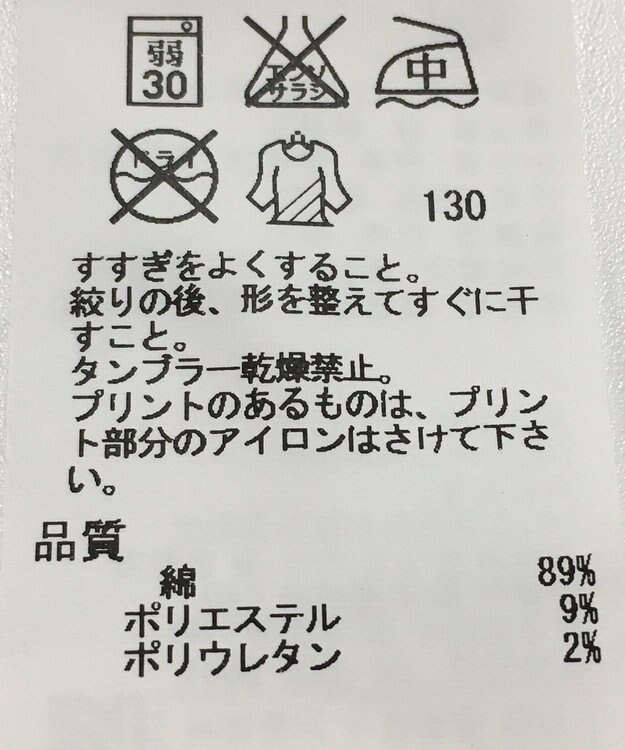 弱
30
エンソ
サラシ
中
ドライ
130
すすぎをよくすること。
絞りの後、形を整えてすぐに干
すこと。
タンブラー乾燥禁止。
プリントのあるものは、プリン
ト部分のアイロンはさけて下さ
い。
品質
綿 89%
ポリエステル 9%
ポリウレタン 2%